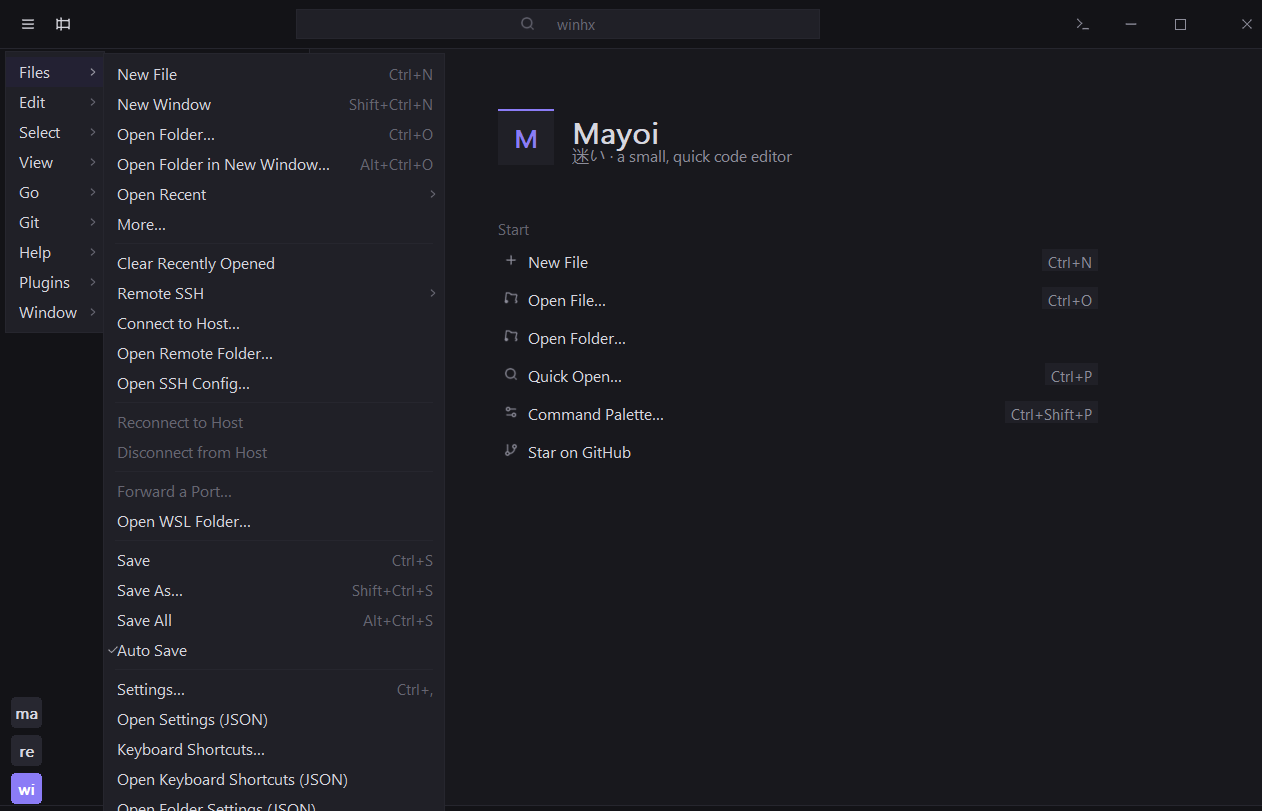 winhx
Files
Edit
Select
View
Go
Git
Help
Plugins
Window
New File Ctrl+N
New Window Shift+Ctrl+N
Open Folder... Ctrl+O
Open Folder in New Window... Alt+Ctrl+O
Open Recent
More...
Clear Recently Opened
Remote SSH
Connect to Host...
Open Remote Folder...
Open SSH Config...
Reconnect to Host
Disconnect from Host
Forward a Port...
Open WSL Folder...
Save Ctrl+S
Save As... Shift+Ctrl+S
Save All Alt+Ctrl+S
Auto Save
Settings... Ctrl+,
Open Settings (JSON)
Keyboard Shortcuts...
Open Keyboard Shortcuts (JSON)
Open Folder Settings (JSON)
ma
re
wi
M
Mayoi
迷い · a small, quick code editor
Start
New File Ctrl+N
Open File... Ctrl+O
Open Folder...
Quick Open... Ctrl+P
Command Palette... Ctrl+Shift+P
Star on GitHub